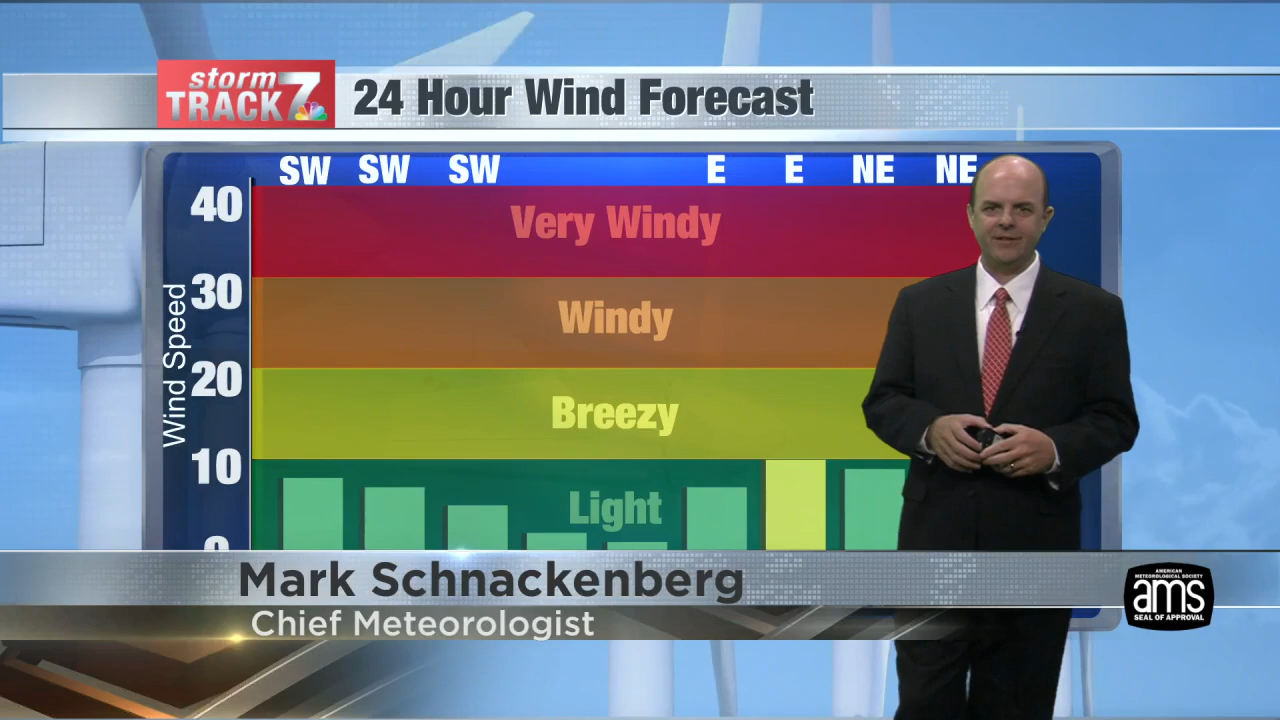 storm
TRACK 7
24 Hour Wind Forecast
SW SW SW E E NE NE
40
Very Windy
30
Windy
Wind Speed
20
Breezy
10
Light
0
Mark Schnackenberg
Chief Meteorologist
AMERICAN
METEOROLOGICAL SOCIETY
ams
SEAL OF APPROVAL